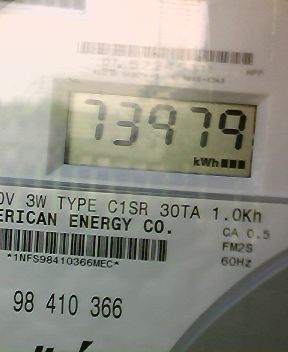 73979
kWh
0V 3W TYPE C1SR 30TA 1.0Kh
ERICAN ENERGY CO.
CA 0.5
FM2S
*1NFS98410366MEC*
60Hz
98 410 366